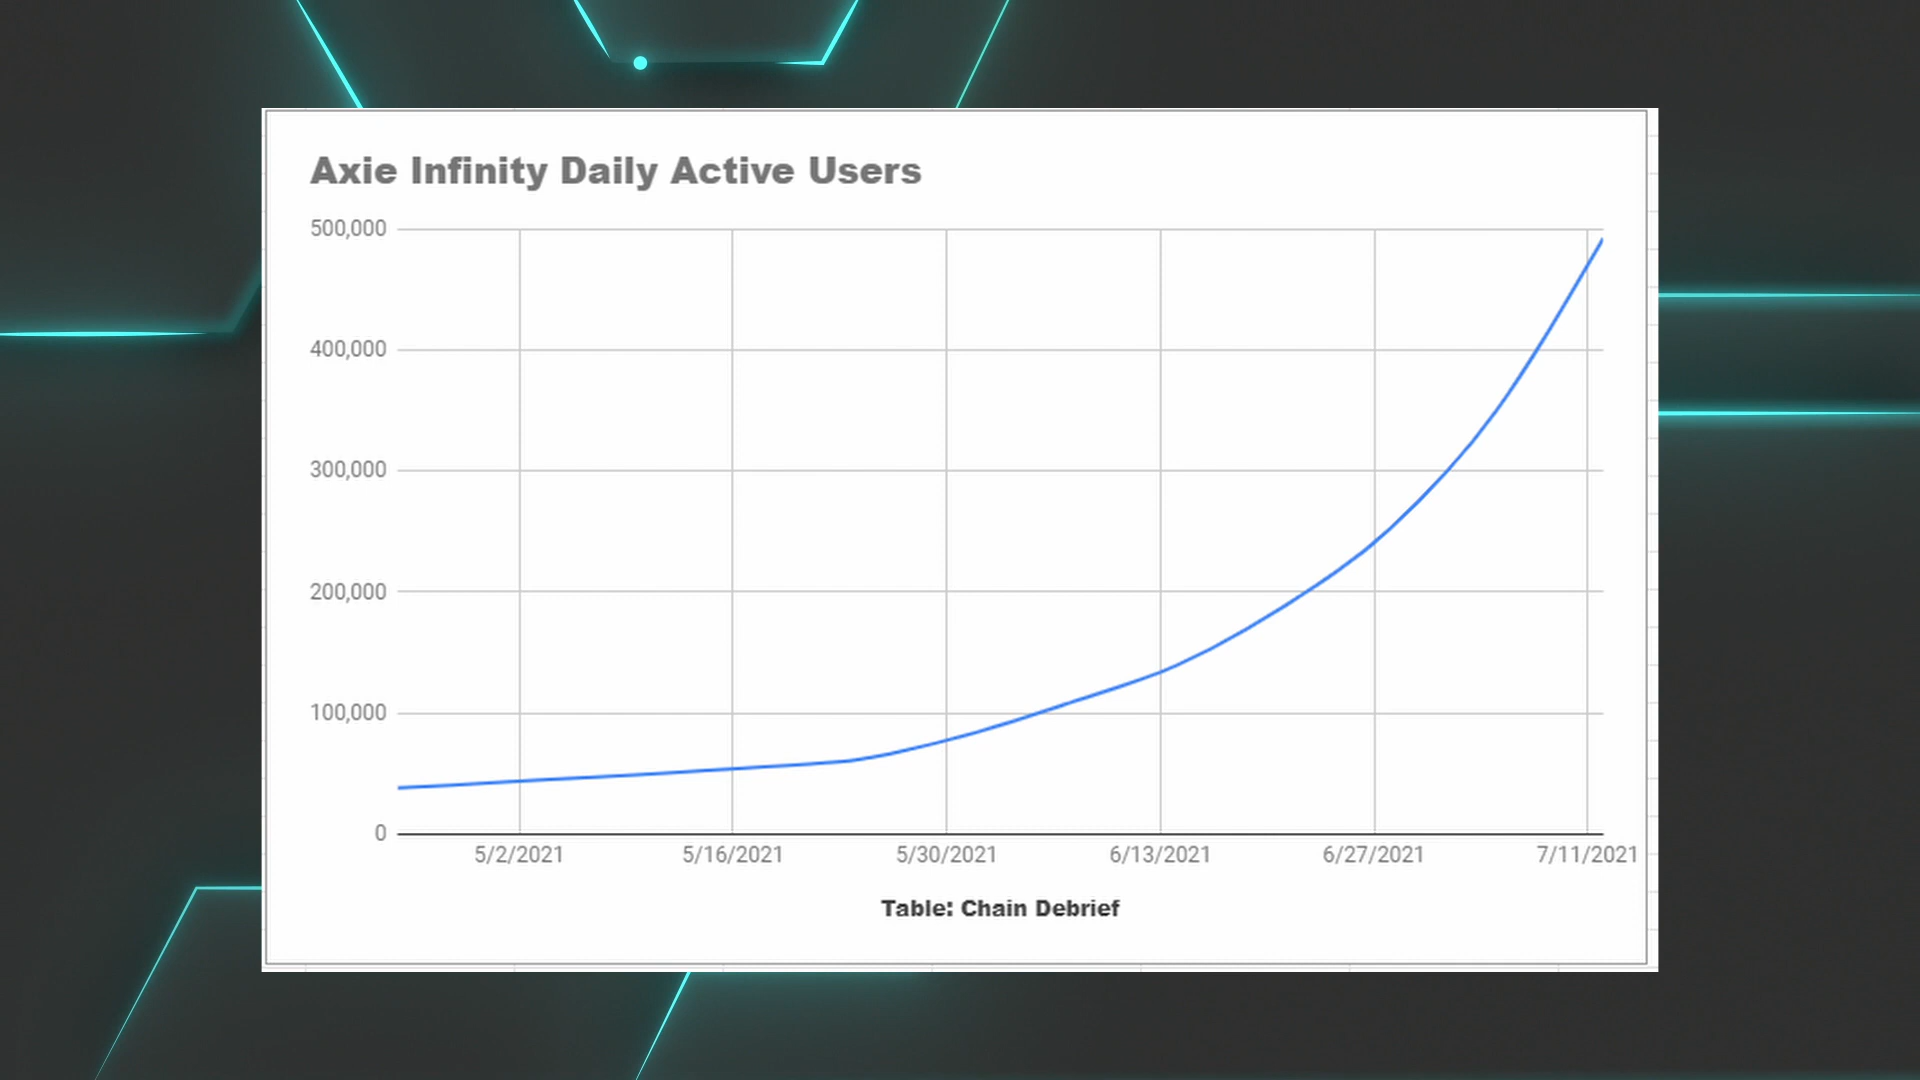 Axie Infinity Daily Active Users
500,000
400,000
300,000
200,000
100,000
0
5/2/2021 5/16/2021 5/30/2021 6/13/2021 6/27/2021 7/11/2021
Table: Chain Debrief